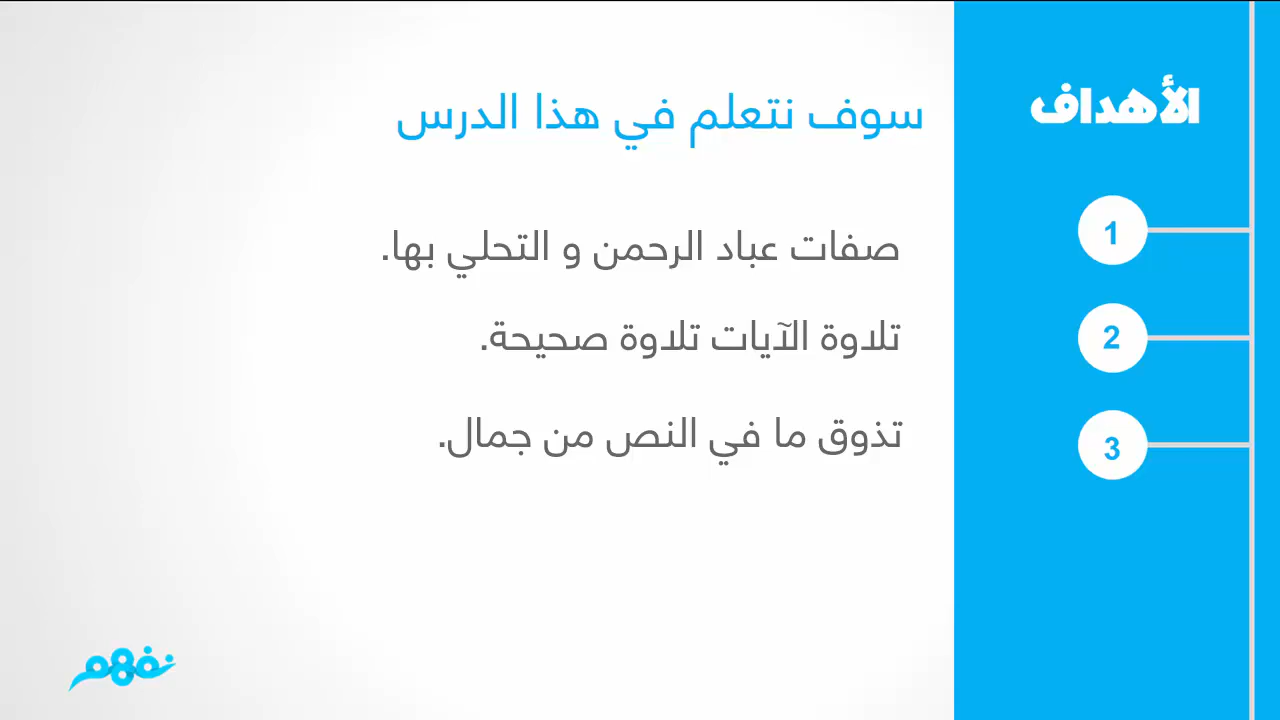 الأهداف
سوف نتعلم في هذا الدرس
1
صفات عباد الرحمن و التحلي بها.
2
تلاوة الآيات تلاوة صحيحة.
3
تذوق ما في النص من جمال.
نفهم